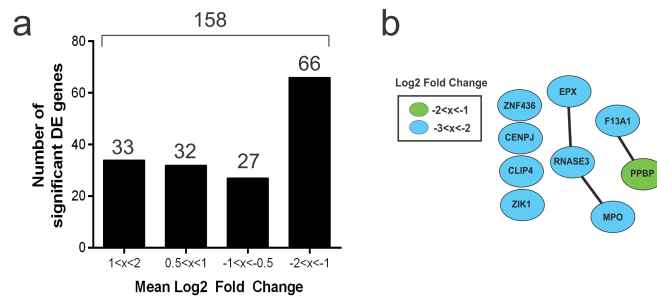 a
158
80
60
40
20
0
Number of
significant DE genes
33
32
27
66
1<x<2
0.5<x<1
-1<x<-0.5
-2<x<-1
Mean Log2 Fold Change
b
Log2 Fold Change
-2<x<-1
-3<x<-2
ZNF436
CENPJ
CLIP4
ZIK1
EPX
RNASE3
MPO
F13A1
PPBP